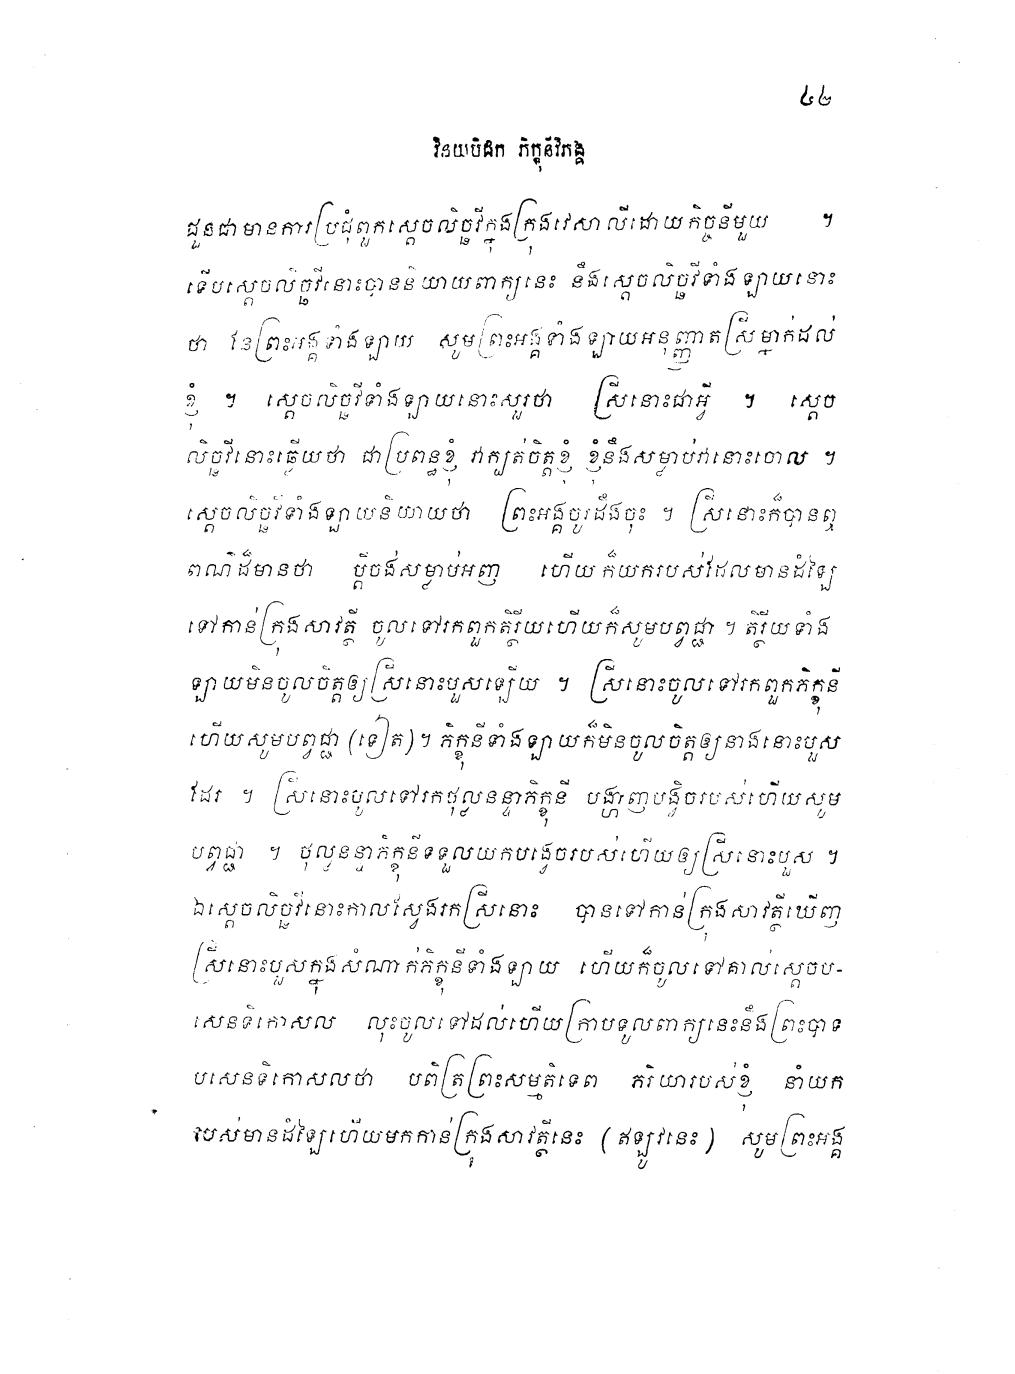 ៤២
វិនយបិដក ភិក្ខុនីវិភង្គ
ជួនជាមានការប្រជុំពួកស្តេចលិច្ឆវីក្នុងក្រុងវេសាលីដោយកិច្ចនីមួយ ។
ទើបស្តេចលិច្ឆវីនោះបាននិយាយពាក្យនេះ នឹងស្តេចលិច្ឆវីទាំងឡាយនោះ
ថា នែព្រះអង្គទាំងឡាយ សូមព្រះអង្គទាំងឡាយអនុញ្ញាតស្រីម្នាក់ដល់
ខ្ញុំ ។ ស្តេចលិច្ឆវីទាំងឡាយនោះសួរថា ស្រីនោះជាអ្វី ។ ស្តេច
លិច្ឆវីនោះឆ្លើយថា ជាប្រពន្ធខ្ញុំ វាក្បត់ចិត្តខ្ញុំ ខ្ញុំនឹងសម្លាប់វានោះចោល ។
ស្តេចលិច្ឆវីទាំងឡាយនិយាយថា ព្រះអង្គចូរដឹងចុះ ។ ស្រីនោះក៏បានឮ
ពណ៌ដ៏មានថា ប្តីចង់សម្លាប់អញ ហើយក៏យករបស់ដែលមានដំឡៃ
ទៅកាន់ក្រុងសាវត្ថី ចូលទៅរកពួកតិរ្ថីយហើយក៏សូមបព្វជ្ជា ។ តិរ្ថីយទាំង
ឡាយមិនចូលចិត្តឲ្យស្រីនោះបួសឡើយ ។ ស្រីនោះចូលទៅរកពួកភិក្ខុនី
ហើយសូមបព្វជ្ជា (ទៀត) ។ ភិក្ខុនីទាំងឡាយក៏មិនចូលចិត្តឲ្យនាងនោះបួស
ដែរ ។ ស្រីនោះចូលទៅរកថុល្លនន្ទាភិក្ខុនី បង្ហាញបង្វិចរបស់ហើយសូម
បព្វជ្ជា ។ ថុល្លនន្ទាភិក្ខុនីទទួលយកបង្វេចរបស់ហើយឲ្យស្រីនោះបួស ។
ឯស្តេចលិច្ឆវីនោះកាលស្វែងរកស្រីនោះ បានទៅកាន់ក្រុងសាវត្ថីឃើញ
ស្រីនោះបួសក្នុងសំណាក់ភិក្ខុនីទាំងឡាយ ហើយក៏ចូលទៅគាល់ស្តេចប-
សេនទិកោសល លុះចូលទៅដល់ហើយក្រាបទូលពាក្យនេះនឹងព្រះបាទ
បសេនទិកោសលថា បពិត្រព្រះសម្មតិទេព ភរិយារបស់ខ្ញុំ នាំយក
របស់មានដំឡៃហើយមកកាន់ក្រុងសាវត្ថីនេះ (ឥឡូវនេះ) សូមព្រះអង្គ